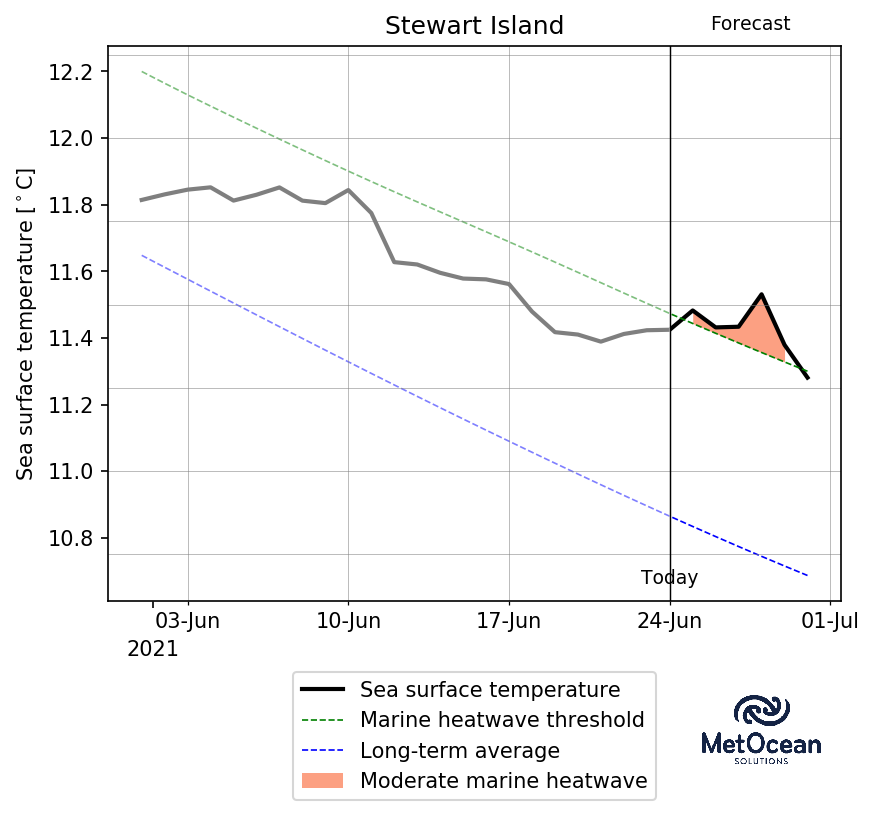 Stewart Island
Forecast
Sea surface temperature [°C]
12.2
12.0
11.8
11.6
11.4
11.2
11.0
10.8
Today
03-Jun 10-Jun 17-Jun 24-Jun 01-Jul
2021
Sea surface temperature
Marine heatwave threshold
Long-term average
Moderate marine heatwave
MetOcean
SOLUTIONS